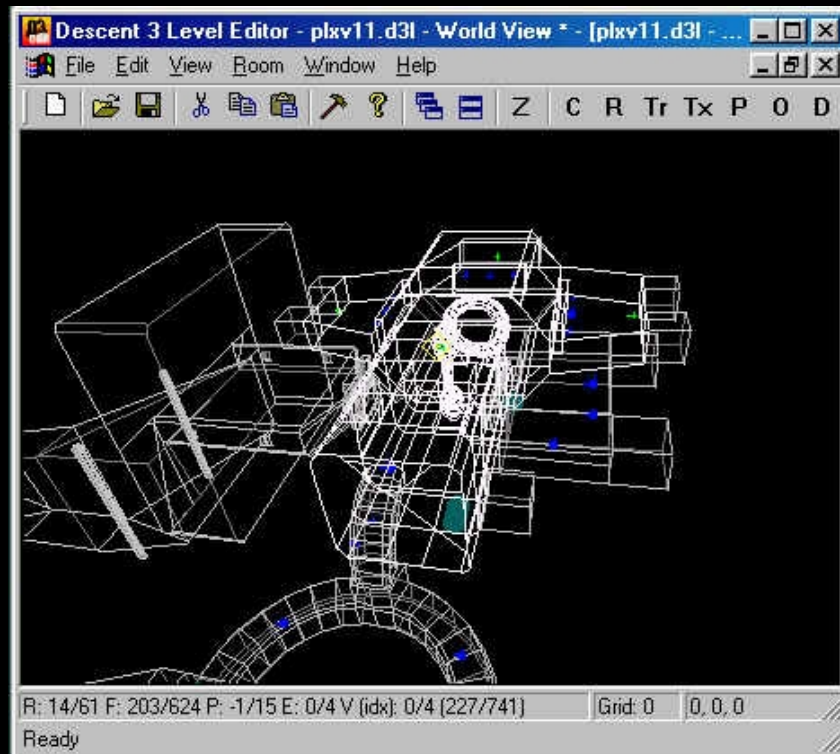 Descent 3 Level Editor - plxv11.d3l - World View * - [plxv11.d3l - ...
File Edit View Room Window Help
Z C R Tr Tx P O D
R: 14/61 F: 203/624 P: -1/15 E: 0/4 V (idx): 0/4 (227/741) Grid: 0 0, 0, 0
Ready